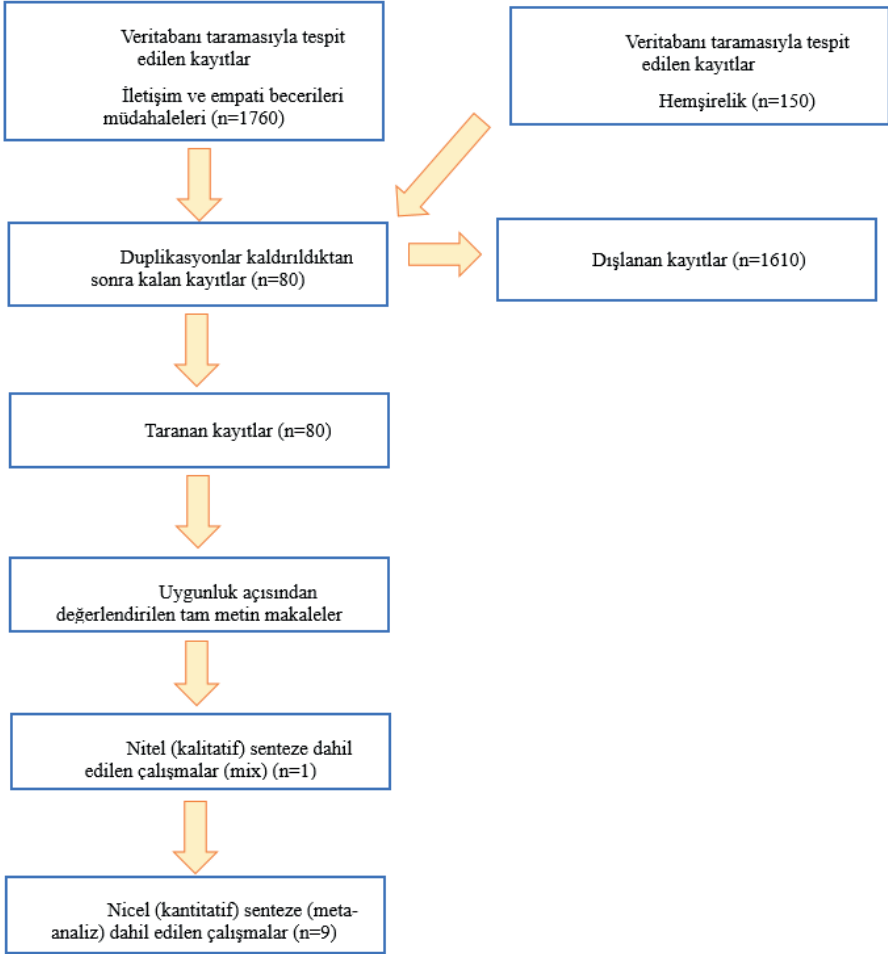 Veritabanı taramasıyla tespit
edilen kayıtlar
İletişim ve empati becerileri
müdahaleleri (n=1760)
Veritabanı taramasıyla tespit
edilen kayıtlar
Hemşirelik (n=150)
Duplikasyonlar kaldırıldıktan
sonra kalan kayıtlar (n=80)
Dışlanan kayıtlar (n=1610)
Taranan kayıtlar (n=80)
Uygunluk açısından
değerlendirilen tam metin makaleler
Nitel (kalitatif) senteze dahil
edilen çalışmalar (mix) (n=1)
Nicel (kantitatif) senteze (meta-
analiz) dahil edilen çalışmalar (n=9)